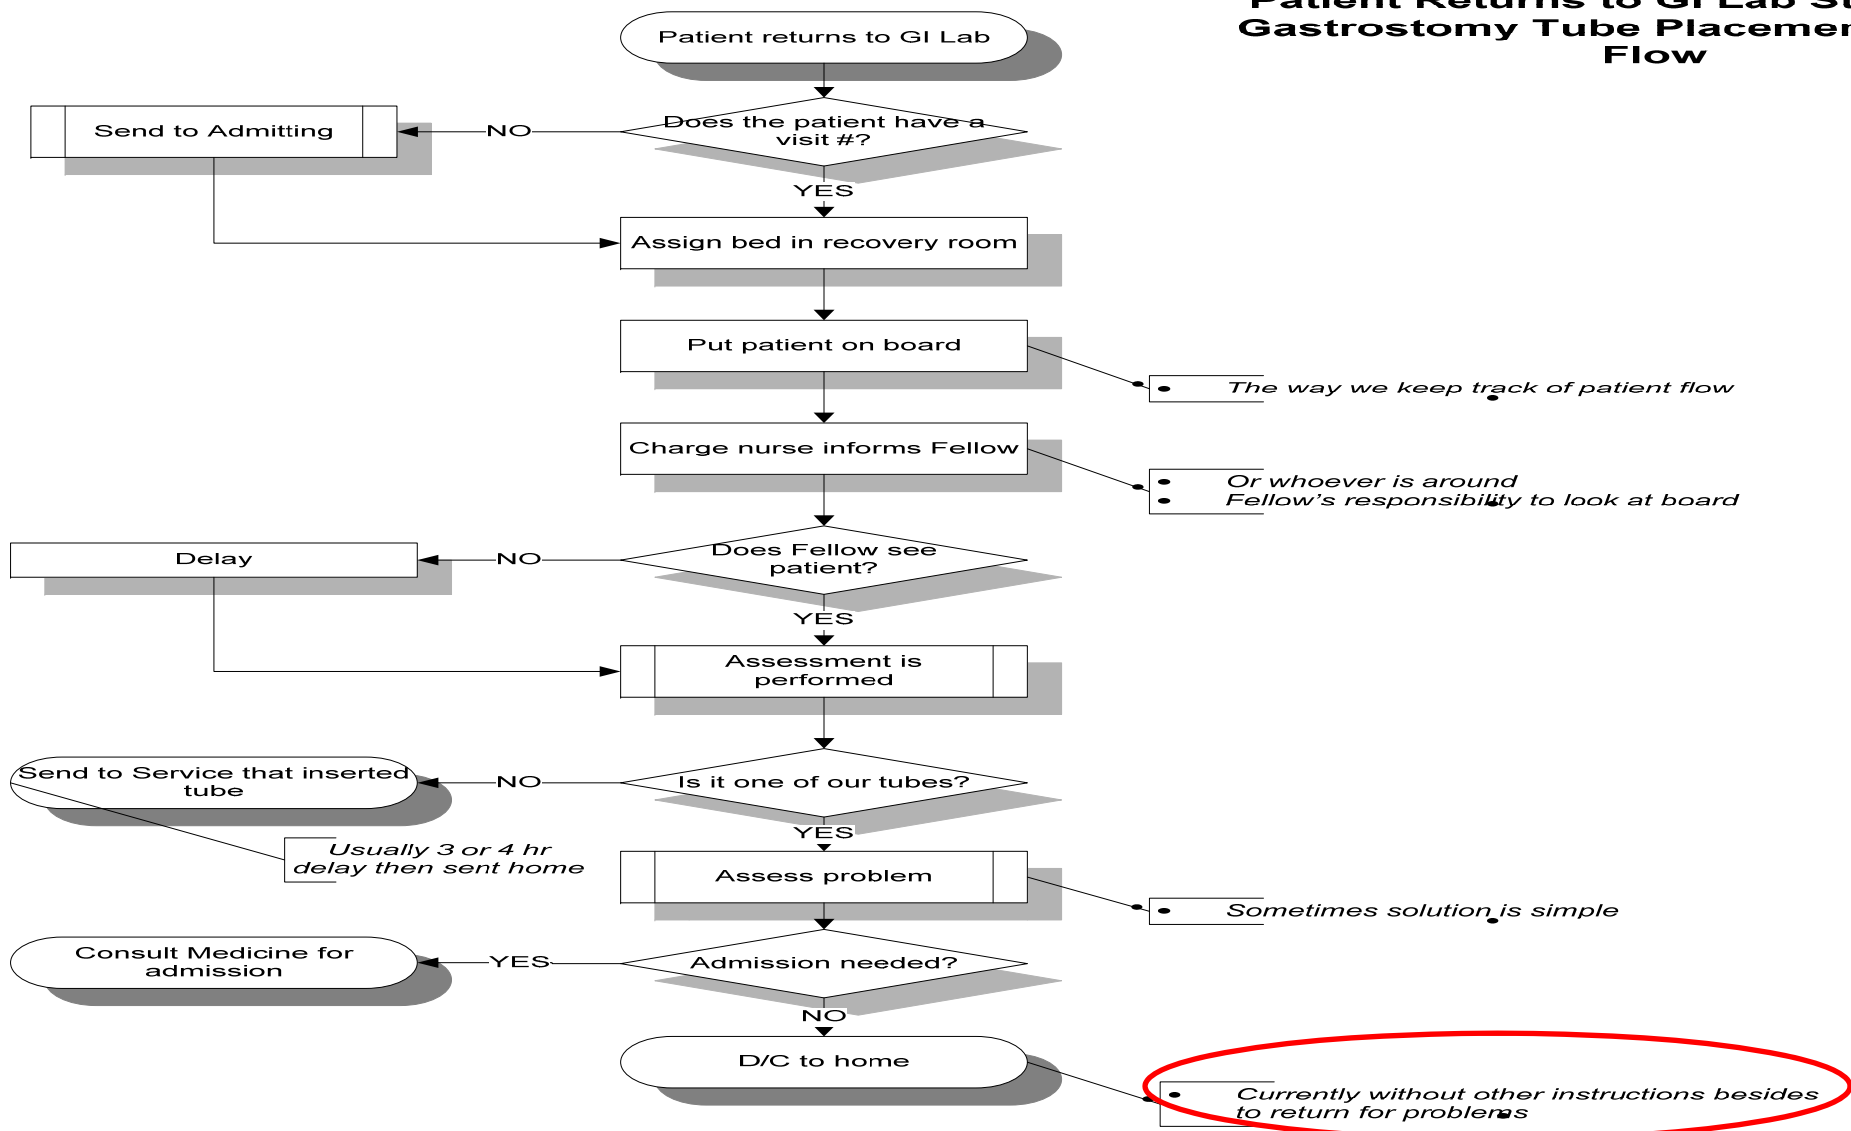 Patient Returns to GI Lab
Gastrostomy Tube
Flow
Patient returns to GI Lab
Does the patient have a
visit #?
NO
Send to Admitting
YES
Assign bed in recovery room
Put patient on board
• The way we keep track of patient flow
Charge nurse informs Fellow
• Or whoever is around
• Fellow's responsibility to look at board
Does Fellow see
patient?
NO
Delay
YES
Assessment is
performed
Is it one of our tubes?
NO
Send to Service that inserted
tube
Usually 3 or 4 hr
delay then sent home
YES
Assess problem
• Sometimes solution is simple
Admission needed?
YES
Consult Medicine for
admission
NO
D/C to home
• Currently without other instructions besides
to return for problems